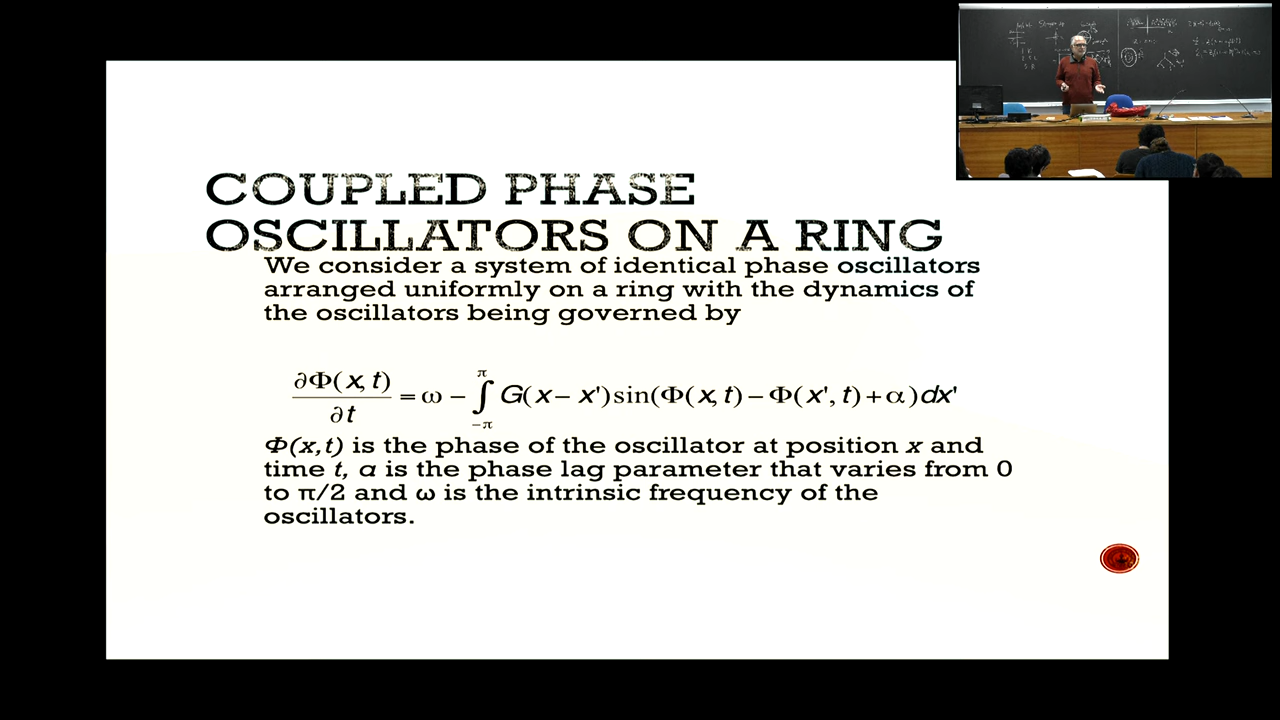 COUPLED PHASE
OSCILLATORS ON A RING
We consider a system of identical phase oscillators
arranged uniformly on a ring with the dynamics of
the oscillators being governed by
∂Φ(x,t)/∂t = ω − ∫_{−π}^{π} G(x − x')sin(Φ(x,t) − Φ(x',t) + α)dx'
Φ(x,t) is the phase of the oscillator at position x and
time t, α is the phase lag parameter that varies from 0
to π/2 and ω is the intrinsic frequency of the
oscillators.